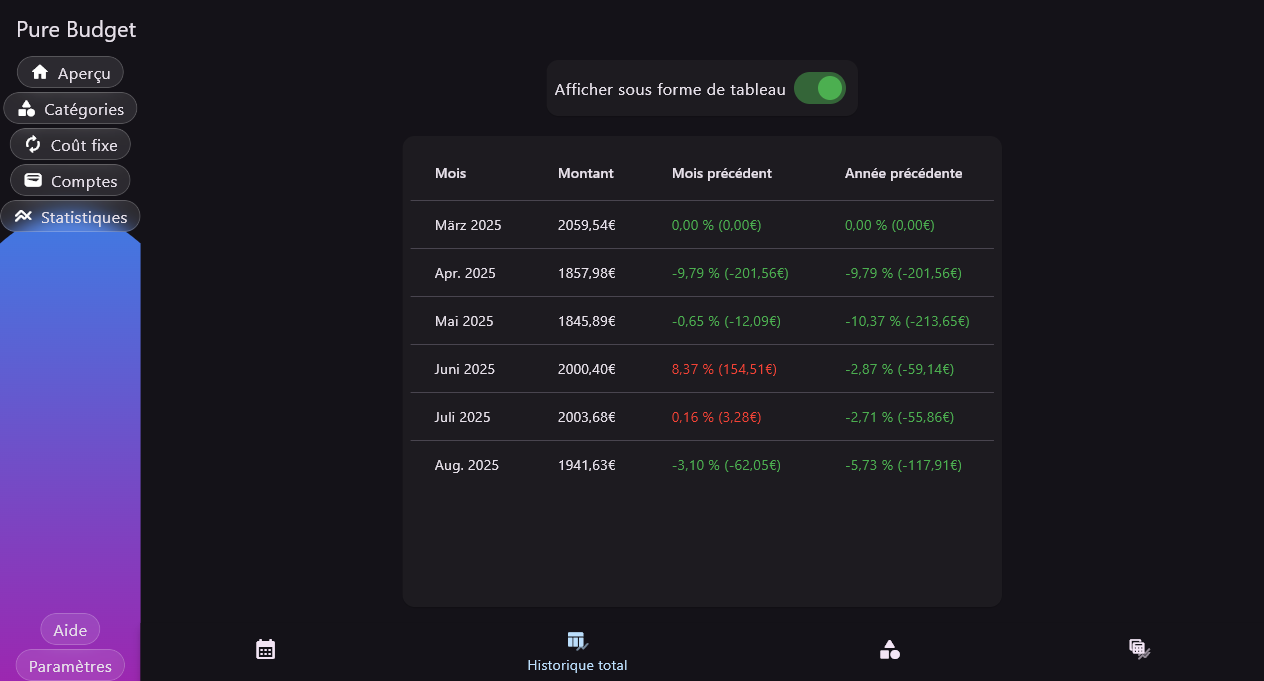 Pure Budget
Aperçu
Catégories
Coût fixe
Comptes
Statistiques
Aide
Paramètres
Afficher sous forme de tableau
Mois Montant Mois précédent Année précédente
März 2025 2059,54€ 0,00 % (0,00€) 0,00 % (0,00€)
Apr. 2025 1857,98€ -9,79 % (-201,56€) -9,79 % (-201,56€)
Mai 2025 1845,89€ -0,65 % (-12,09€) -10,37 % (-213,65€)
Juni 2025 2000,40€ 8,37 % (154,51€) -2,87 % (-59,14€)
Juli 2025 2003,68€ 0,16 % (3,28€) -2,71 % (-55,86€)
Aug. 2025 1941,63€ -3,10 % (-62,05€) -5,73 % (-117,91€)
Historique total